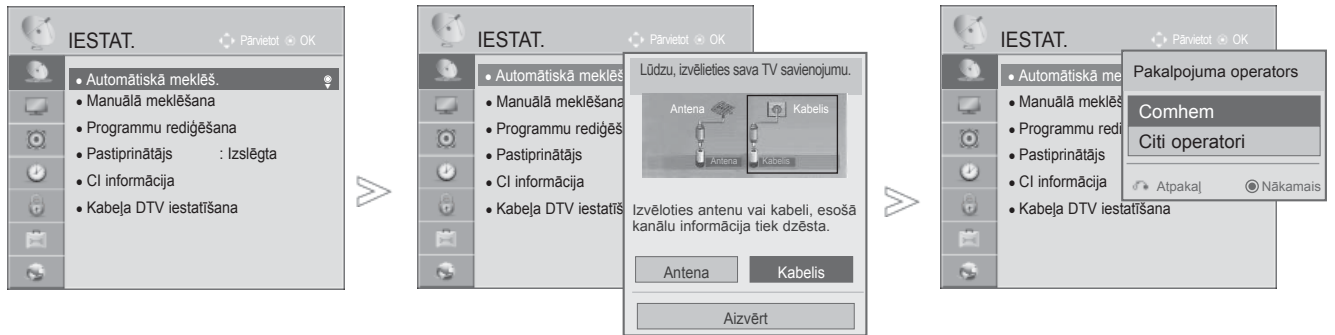 IESTAT.
Pārvietot OK
• Automātiskā meklēš.
• Manuālā meklēšana
• Programmu rediģēšana
• Pastiprinātājs : Izslēgta
• CI informācija
• Kabeļa DTV iestatīšana
IESTAT.
Pārvietot OK
• Automātiskā meklēš
• Manuālā meklēšana
• Programmu rediģēš
• Pastiprinātājs
• CI informācija
• Kabeļa DTV iestatīš
Lūdzu, izvēlieties sava TV savienojumu.
Antena Kabelis
Antena Kabelis
Izvēloties antenu vai kabeli, esošā
kanālu informācija tiek dzēsta.
Antena Kabelis
Aizvērt
IESTAT.
Pārvietot OK
• Automātiskā me
• Manuālā meklēš
• Programmu redi
• Pastiprinātājs
• CI informācija
• Kabeļa DTV iestatīšana
Pakalpojuma operators
Comhem
Citi operatori
Atpakaļ Nākamais